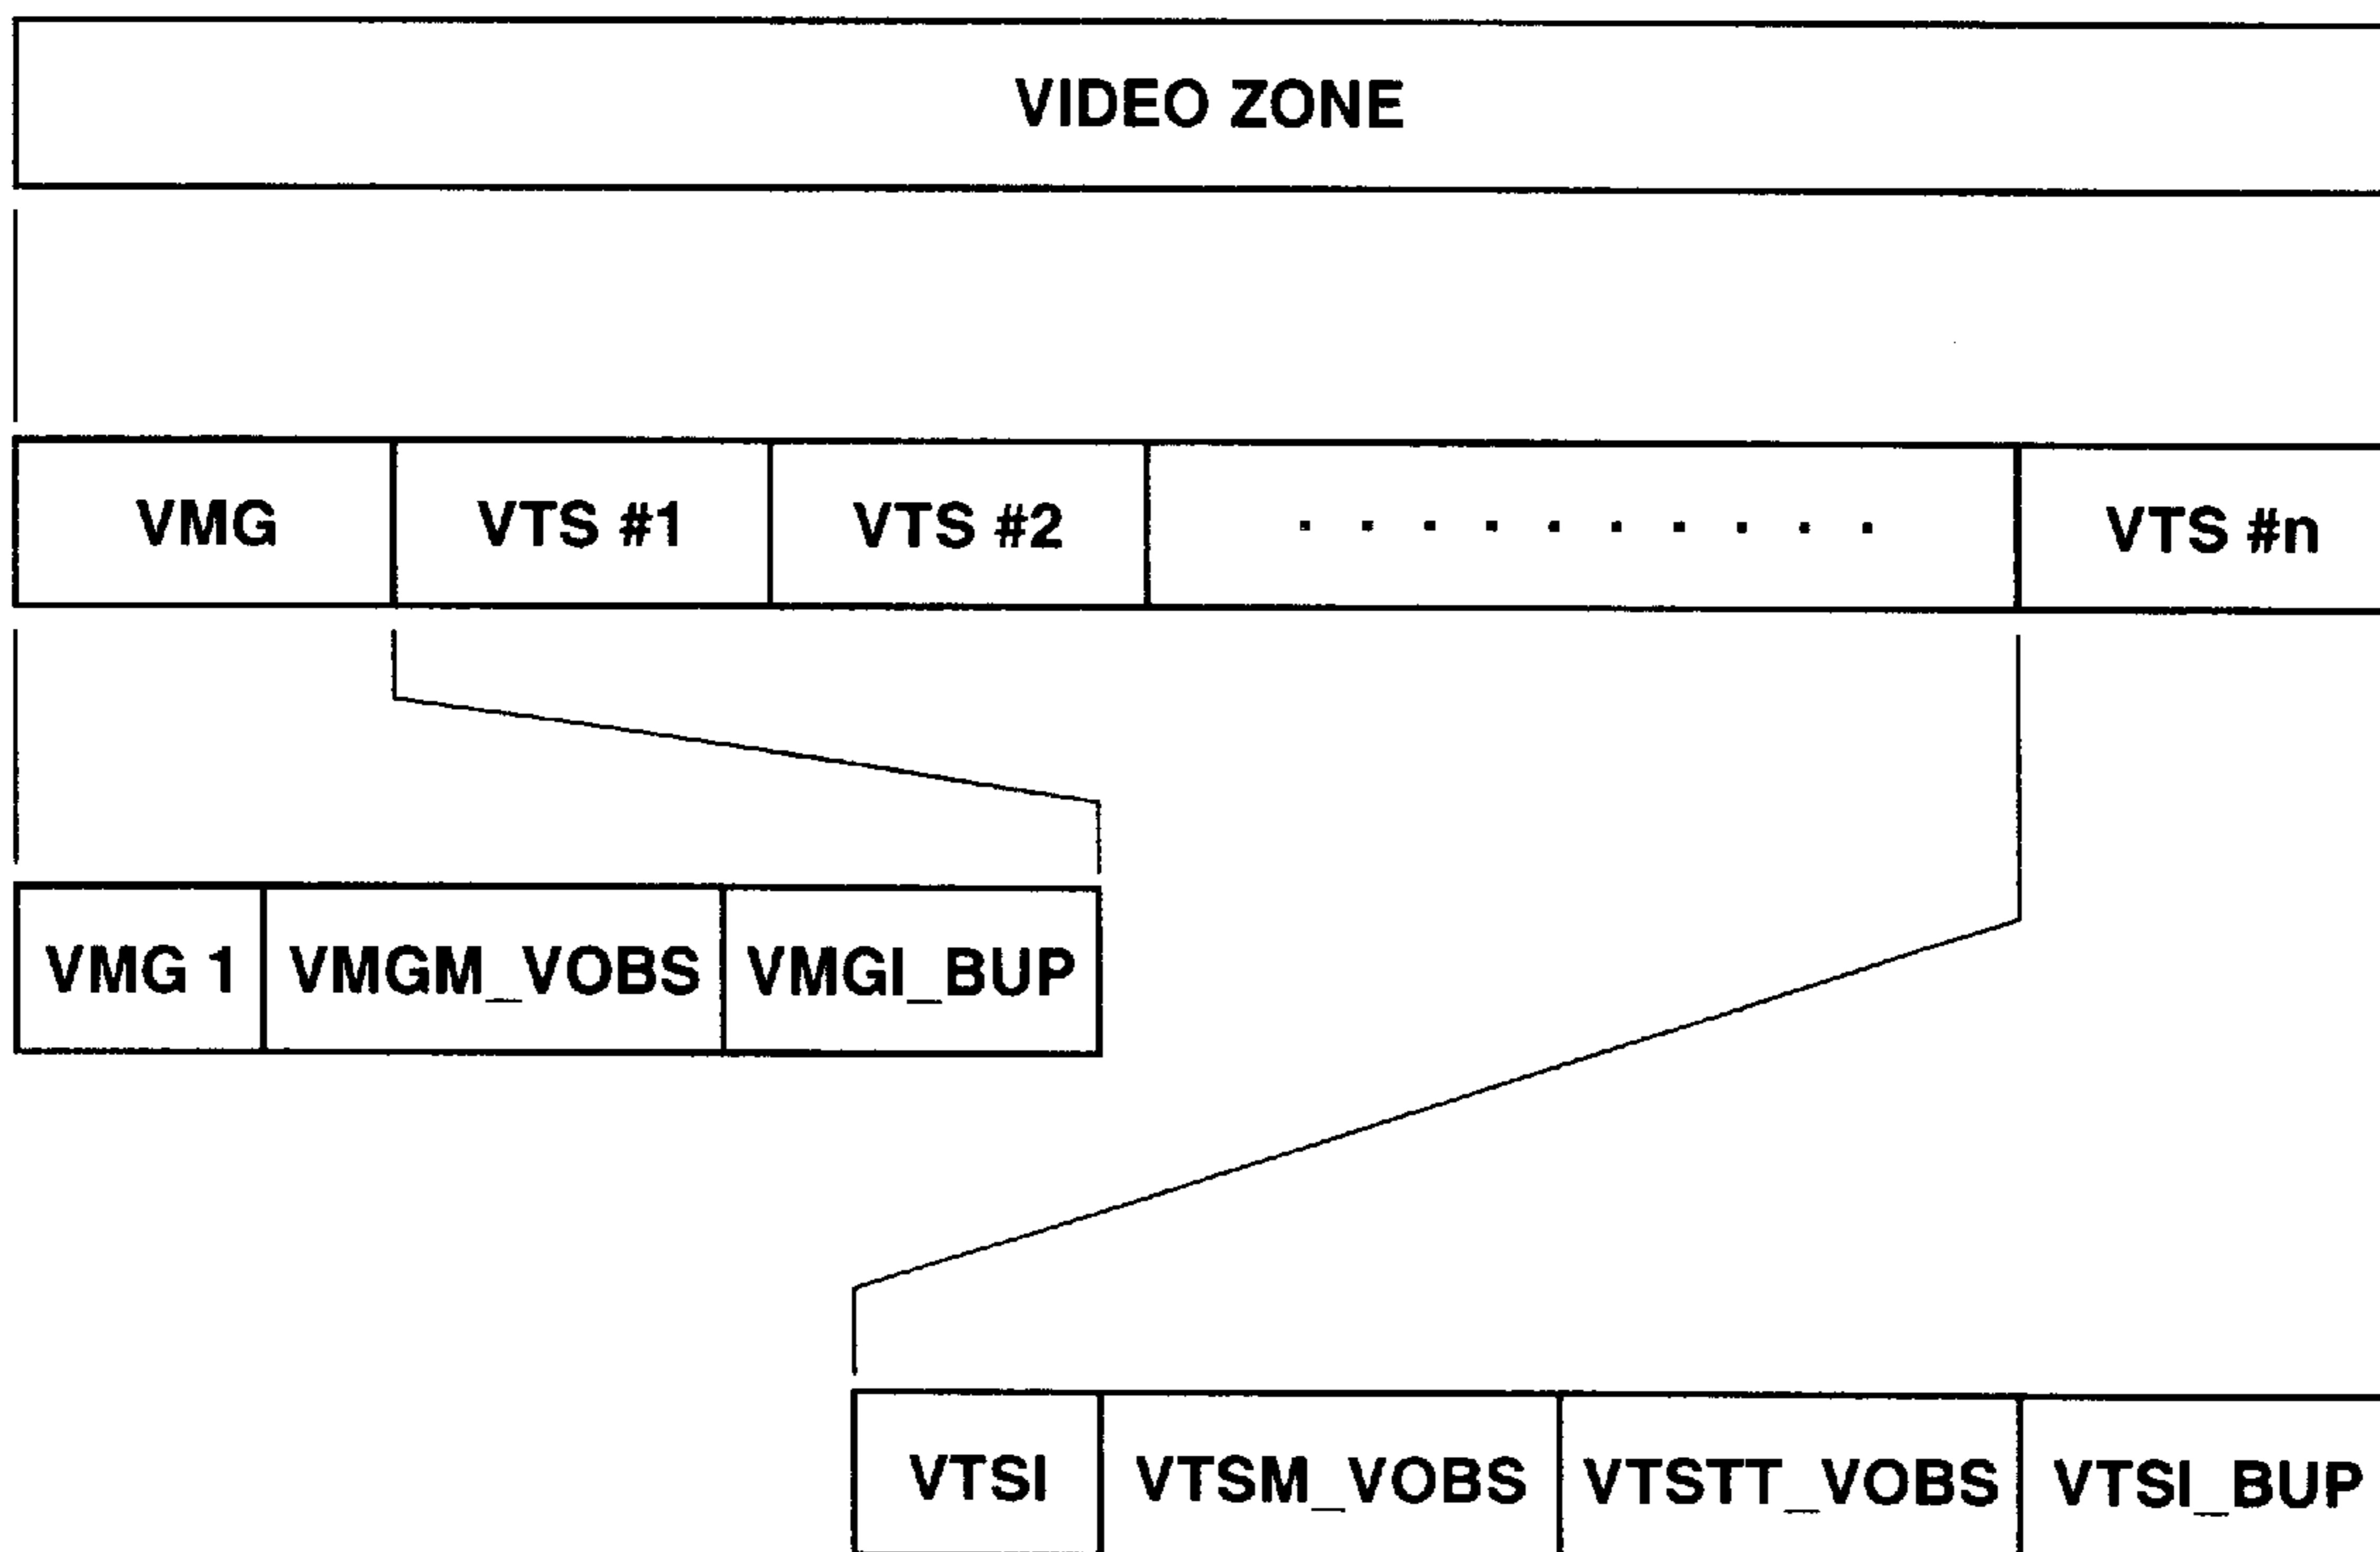 VIDEO ZONE
VMG VTS #1 VTS #2 . . . . . . . . . . VTS #n
VMG 1 VMGM_VOBS VMGI_BUP
VTSI VTSM_VOBS VTSTT_VOBS VTSI_BUP